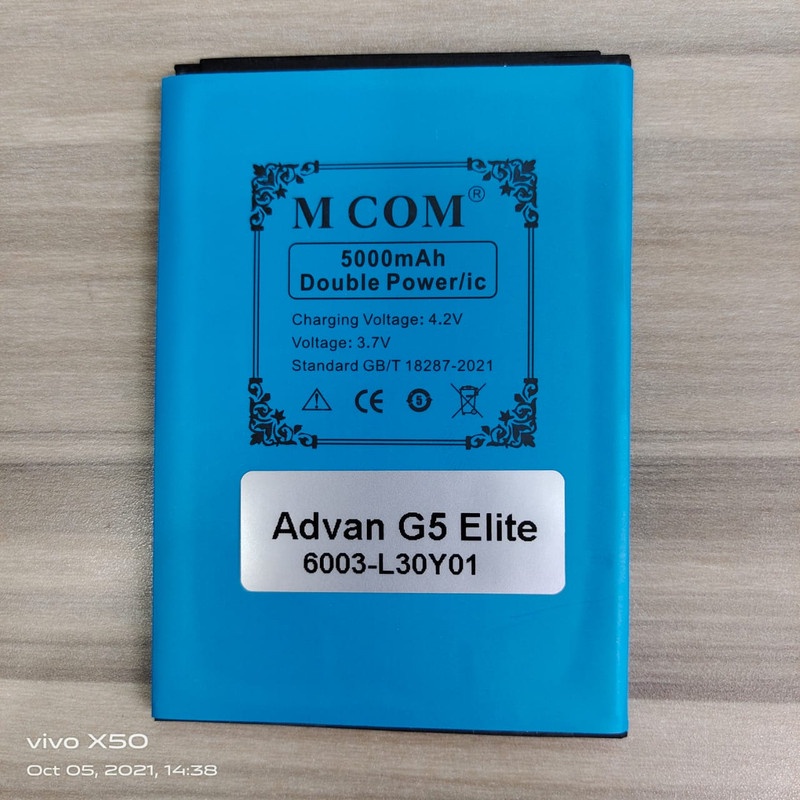 M COM®
5000mAh
Double Power/ic
Charging Voltage: 4.2V
Voltage: 3.7V
Standard GB/T 18287-2021
CE
Advan G5 Elite
6003-L30Y01
vivo X50
Oct 05, 2021, 14:38